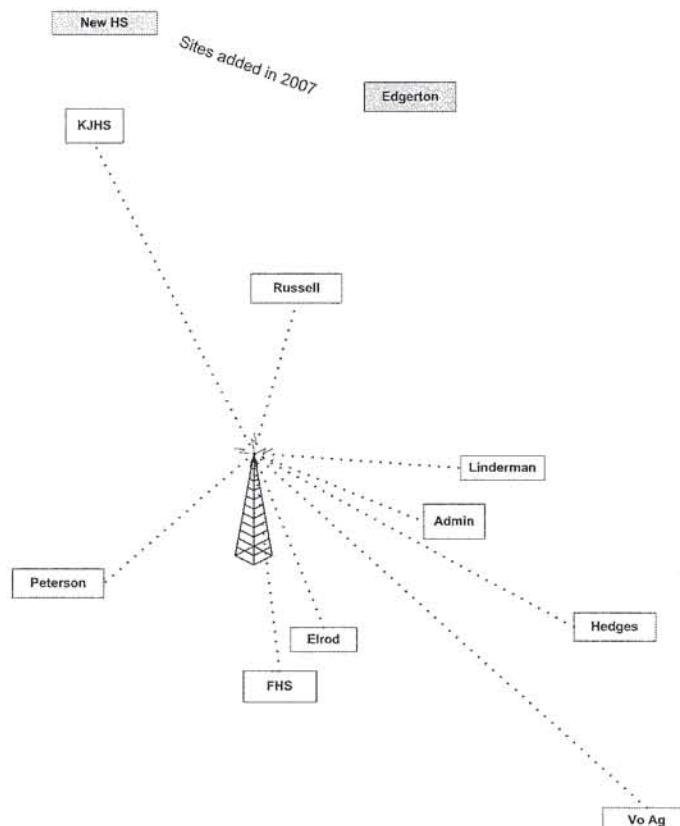 New HS
Sites added in 2007
Edgerton
KJHS
Russell
Linderman
Admin
Peterson
Hedges
Elrod
FHS
Vo Ag